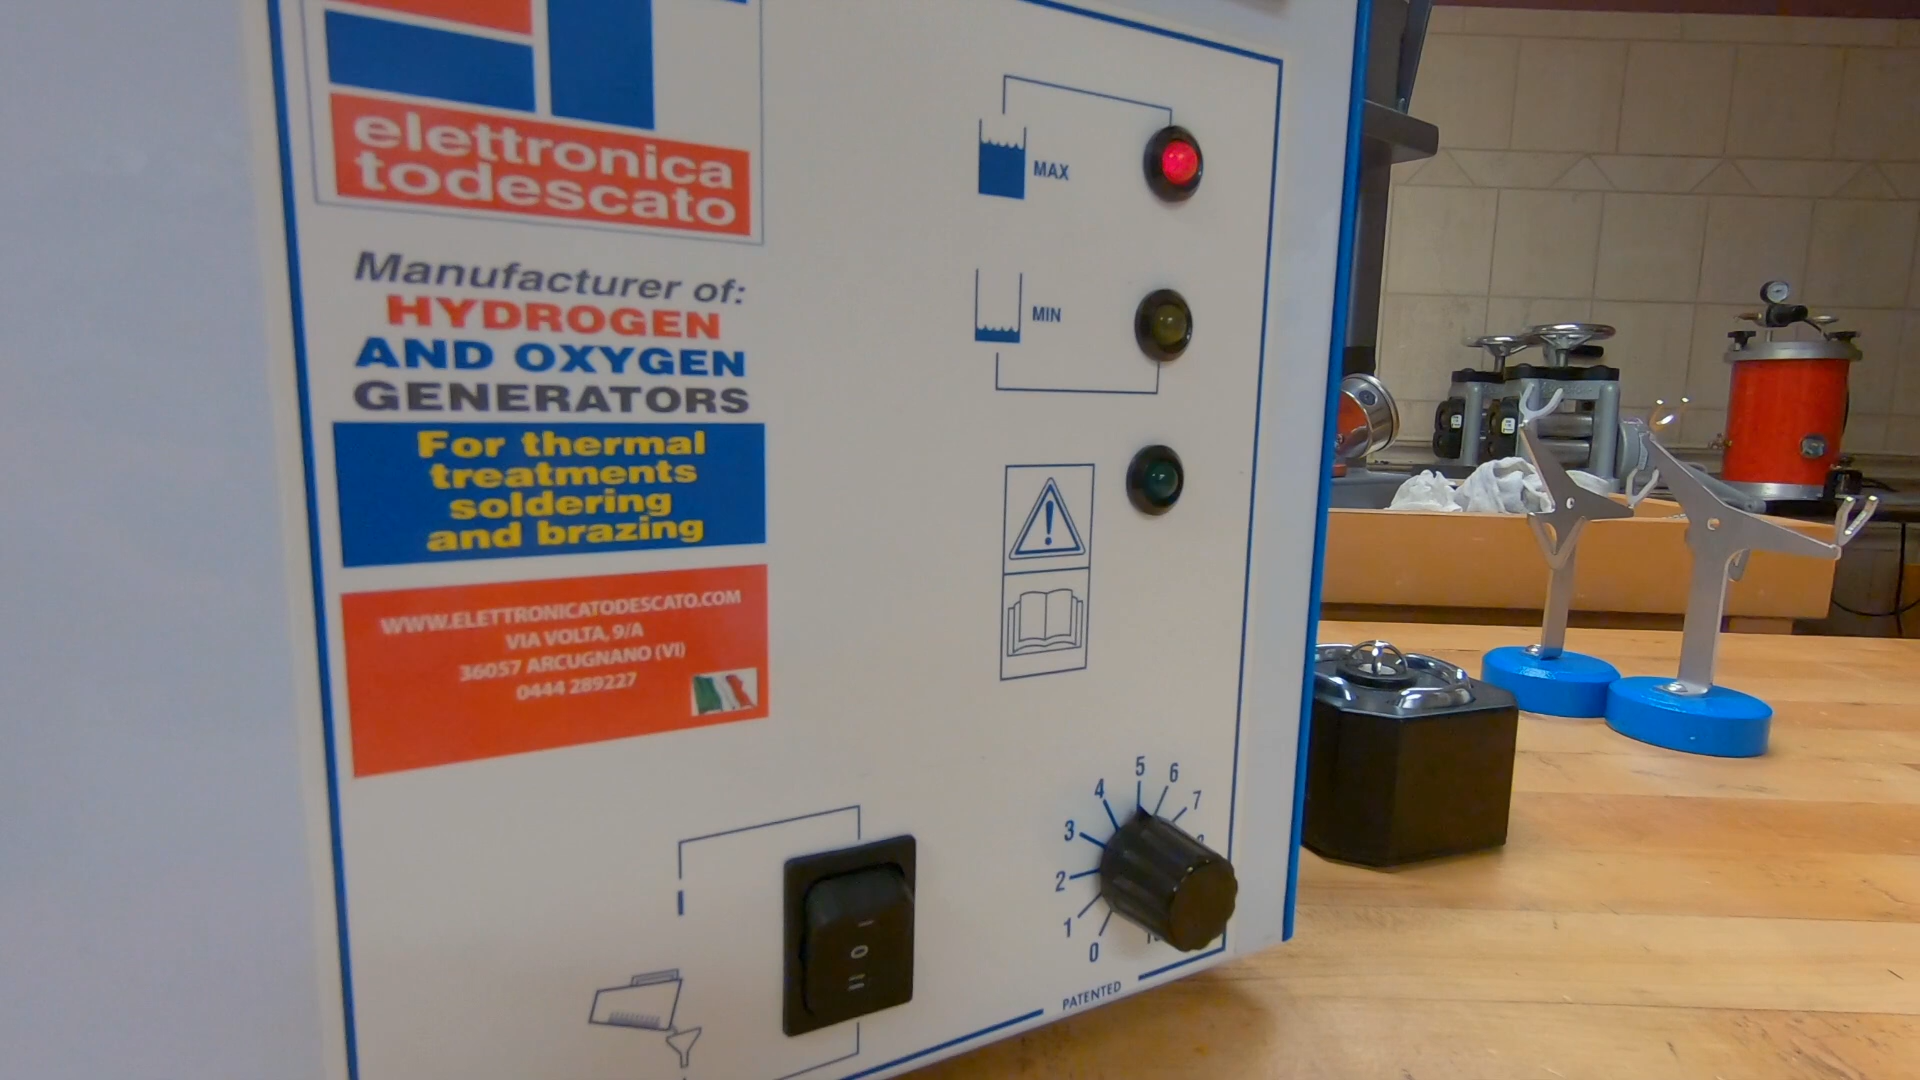 elettronica
todescato
Manufacturer of:
HYDROGEN
AND OXYGEN
GENERATORS
For thermal
treatments
soldering
and brazing
WWW.ELETTRONICATODESCATO.COM
VIA VOLTA, 9/A
36057 ARCUGNANO (VI)
0444 289227
MAX
MIN
0
1
2
3
4
5
6
7
I
O
II
PATENTED